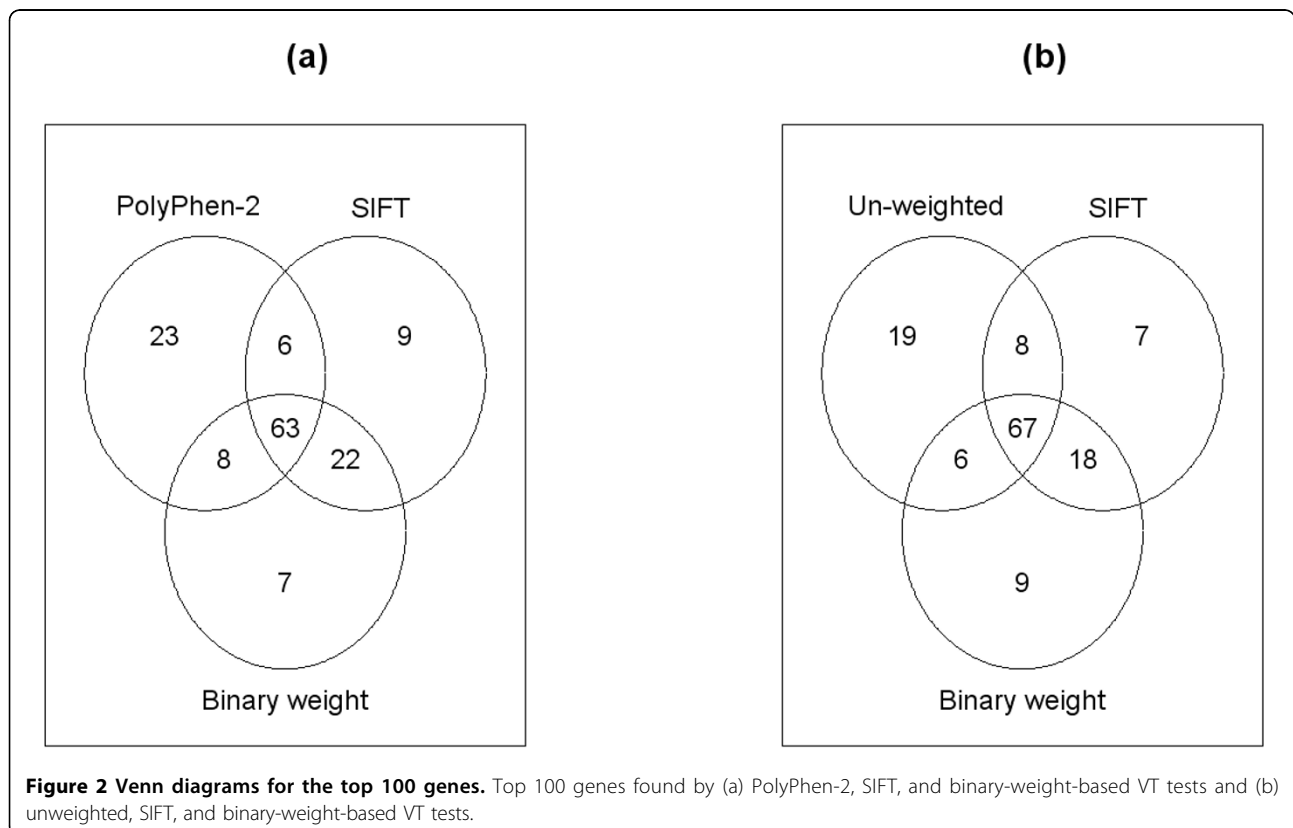 (a)
(b)
PolyPhen-2 SIFT
23 6 9
63
8 22
7
Binary weight
Un-weighted SIFT
19 8 7
67
6 18
9
Binary weight
Figure 2 Venn diagrams for the top 100 genes. Top 100 genes found by (a) PolyPhen-2, SIFT, and binary-weight-based VT tests and (b)
unweighted, SIFT, and binary-weight-based VT tests.